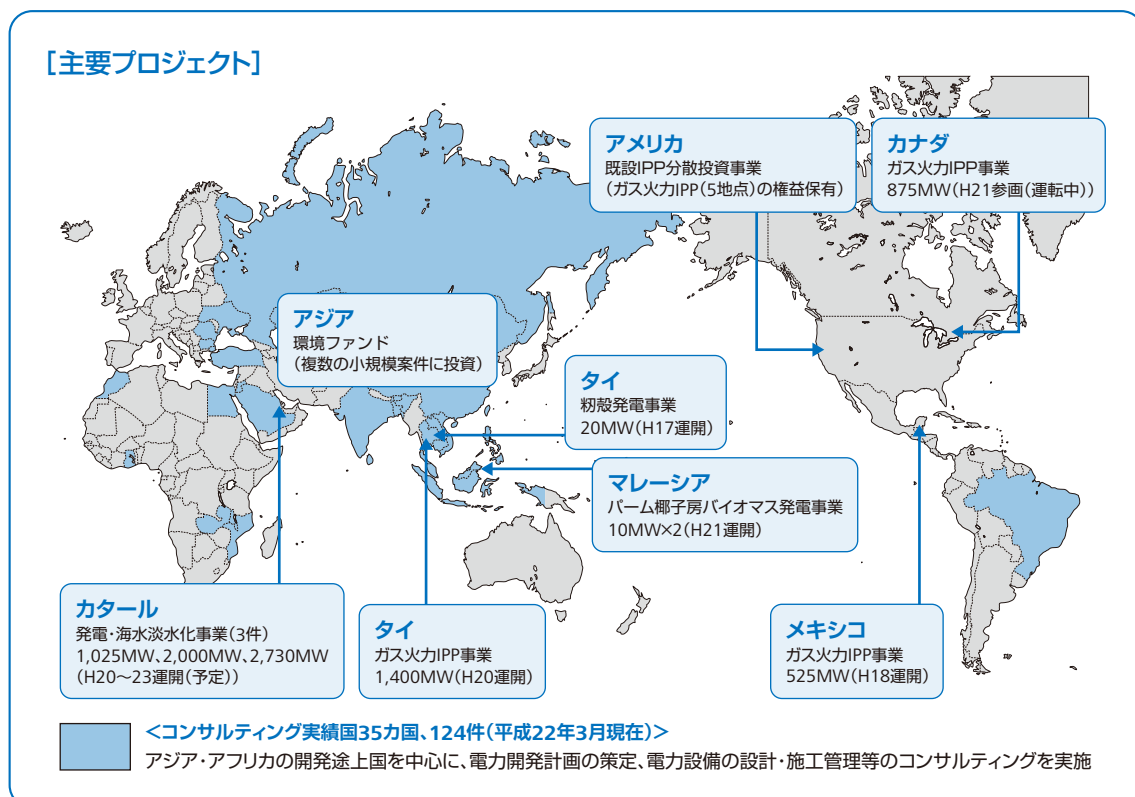 [主要プロジェクト]
アメリカ
既設IPP分散投資事業
(ガス火力IPP(5地点)の権益保有)
カナダ
ガス火力IPP事業
875MW(H21参画(運転中))
アジア
環境ファンド
(複数の小規模案件に投資)
タイ
籾殻発電事業
20MW(H17運開)
マレーシア
パーム椰子房バイオマス発電事業
10MW×2(H21運開)
カタール
発電・海水淡水化事業(3件)
1,025MW、2,000MW、2,730MW
(H20〜23運開(予定))
タイ
ガス火力IPP事業
1,400MW(H20運開)
メキシコ
ガス火力IPP事業
525MW(H18運開)
<コンサルティング実績国35カ国、124件(平成22年3月現在)>
アジア・アフリカの開発途上国を中心に、電力開発計画の策定、電力設備の設計・施工管理等のコンサルティングを実施